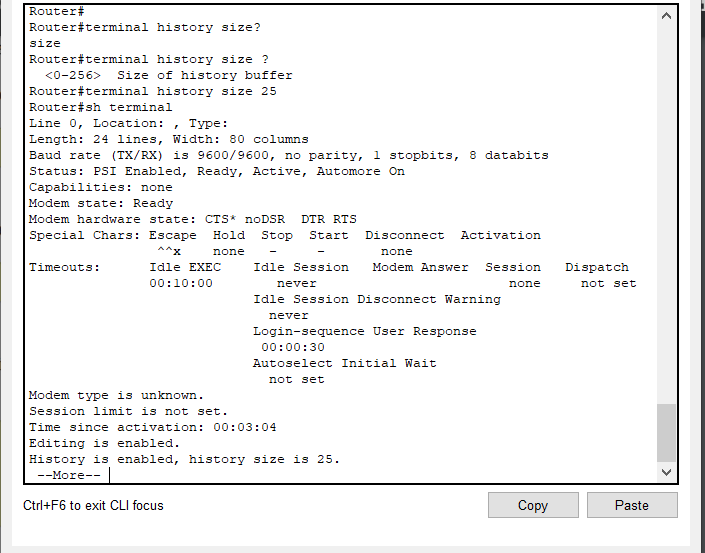 Router#
Router#terminal history size?
size
Router#terminal history size ?
  <0-256>  Size of history buffer
Router#terminal history size 25
Router#sh terminal
Line 0, Location: , Type:
Length: 24 lines, Width: 80 columns
Baud rate (TX/RX) is 9600/9600, no parity, 1 stopbits, 8 databits
Status: PSI Enabled, Ready, Active, Automore On
Capabilities: none
Modem state: Ready
Modem hardware state: CTS* noDSR  DTR RTS
Special Chars: Escape  Hold  Stop  Start  Disconnect  Activation
                ^^x    none   -     -       none
Timeouts:      Idle EXEC    Idle Session   Modem Answer  Session   Dispatch
               00:10:00        never                        none     not set
                            Idle Session Disconnect Warning
                              never
                            Login-sequence User Response
                             00:00:30
                            Autoselect Initial Wait
                              not set
Modem type is unknown.
Session limit is not set.
Time since activation: 00:03:04
Editing is enabled.
History is enabled, history size is 25.
 --More--
Ctrl+F6 to exit CLI focus
Copy
Paste